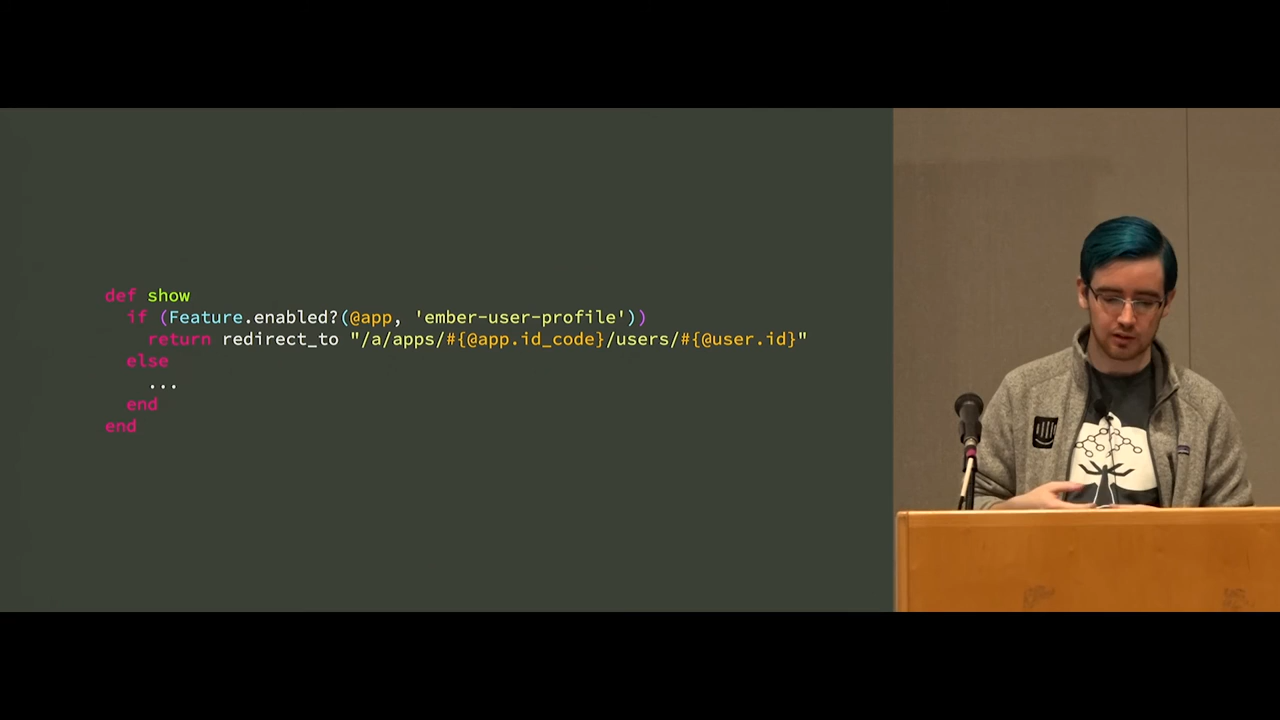 def show
if (Feature.enabled?(@app, 'ember-user-profile'))
return redirect_to "/a/apps/#{@app.id_code}/users/#{@user.id}"
else
...
end
end